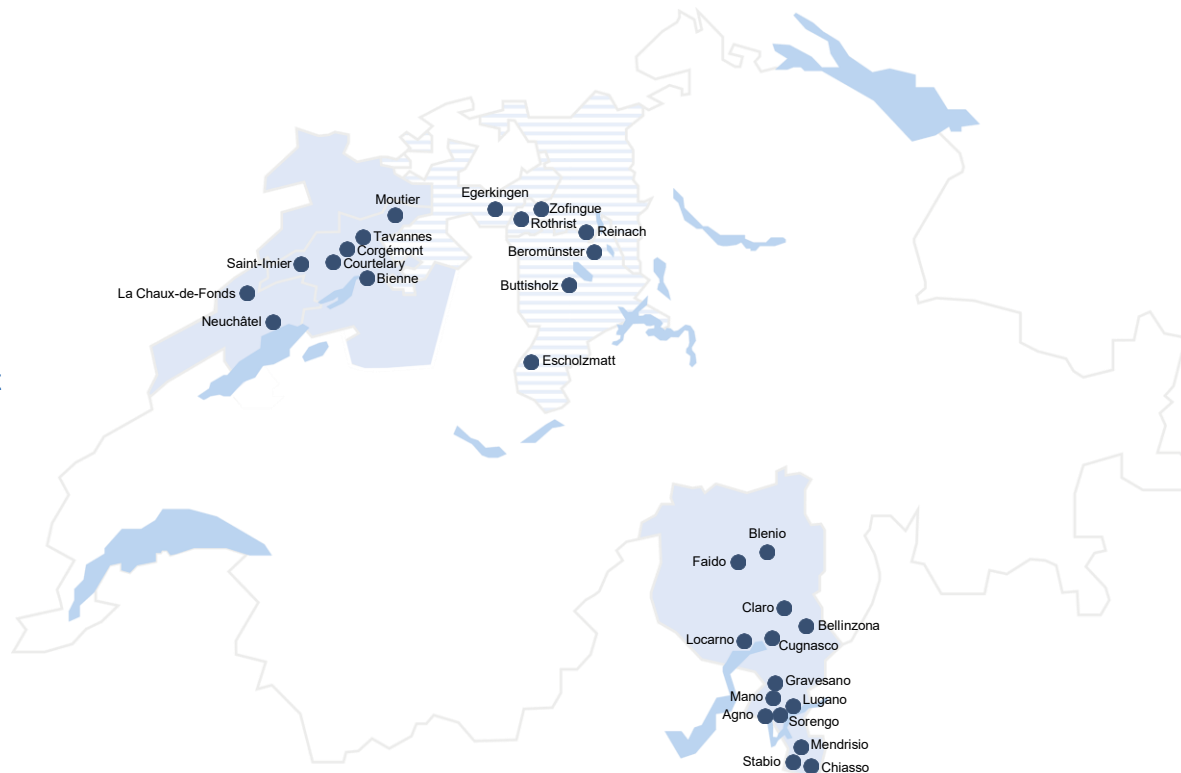 Moutier
Egerkingen
Zofingue
Rothrist
Reinach
Tavannes
Corgémont
Beromünster
Saint-Imier
Courtelary
Bienne
Buttisholz
La Chaux-de-Fonds
Neuchâtel
Escholzmatt
Blenio
Faido
Claro
Bellinzona
Locarno
Cugnasco
Gravesano
Mano
Lugano
Agno
Sorengo
Mendrisio
Stabio
Chiasso